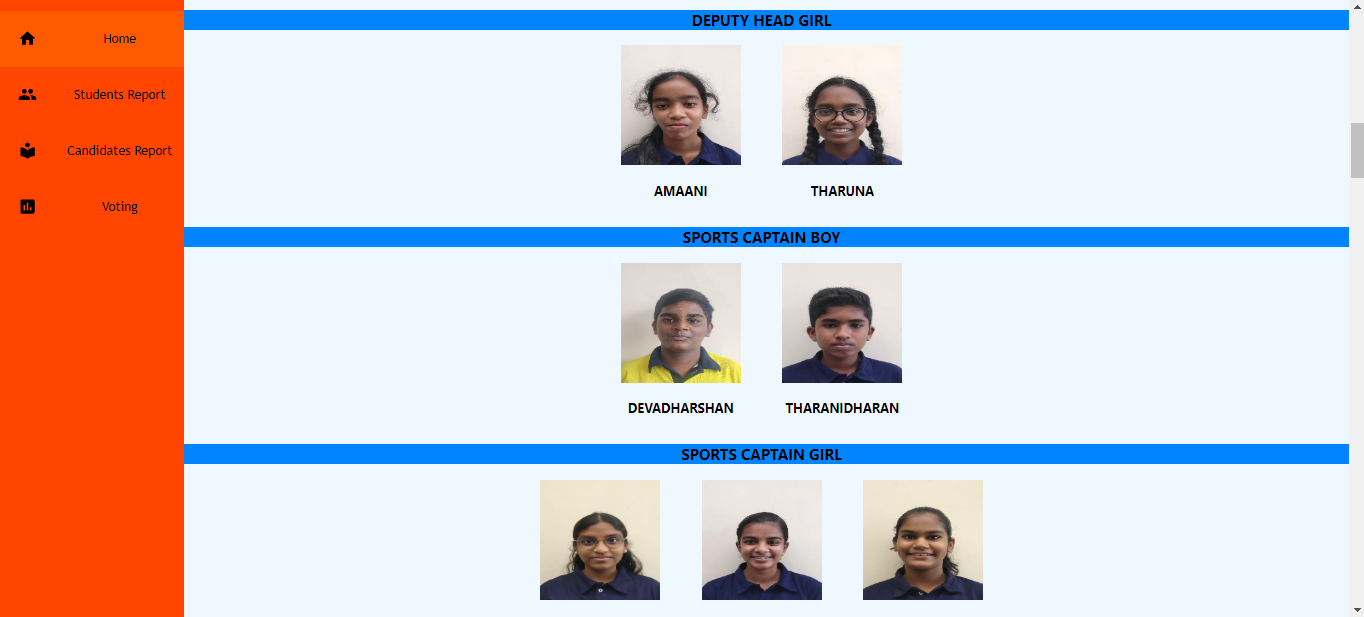 Home
Students Report
Candidates Report
Voting
DEPUTY HEAD GIRL
AMAANI THARUNA
SPORTS CAPTAIN BOY
DEVADHARSHAN THARANIDHARAN
SPORTS CAPTAIN GIRL